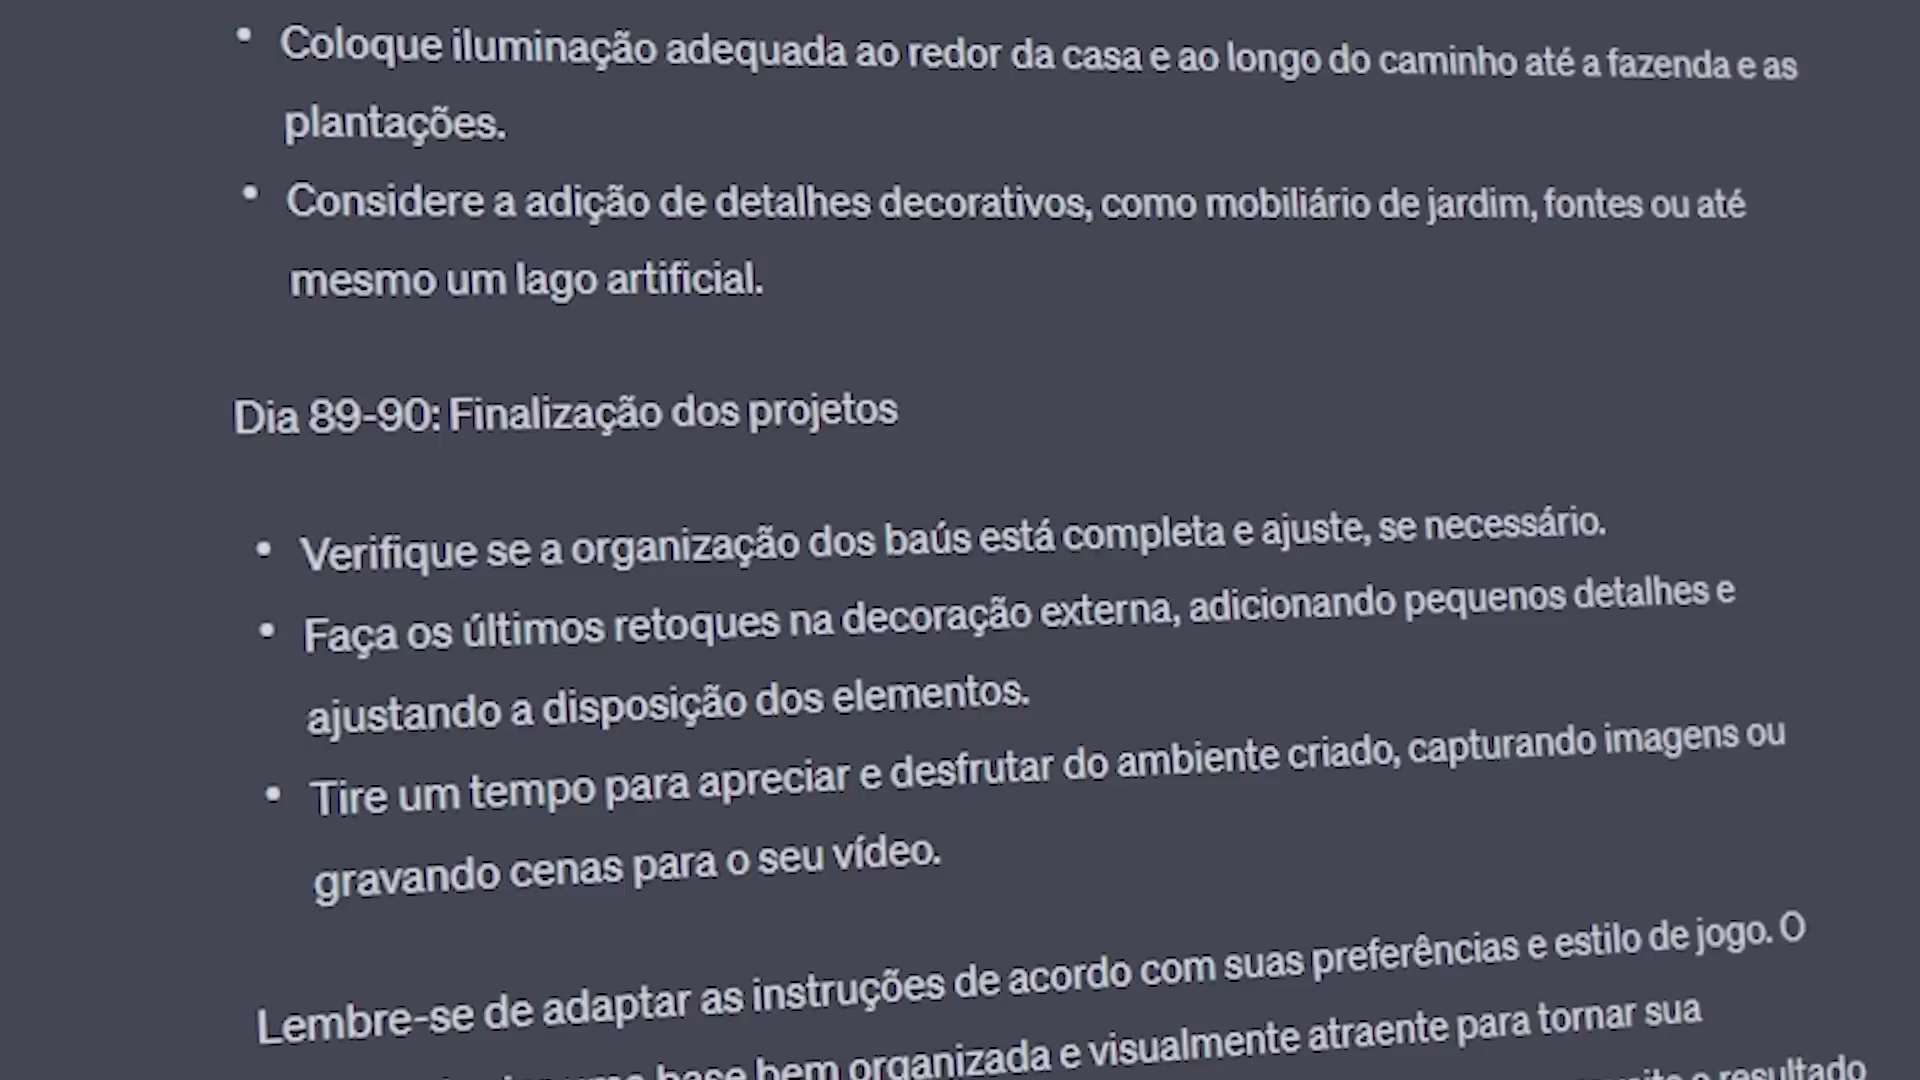 Coloque iluminação adequada ao redor da casa e ao longo do caminho até a fazenda e as
plantações.
Considere a adição de detalhes decorativos, como mobiliário de jardim, fontes ou até
mesmo um lago artificial.
Dia 89-90: Finalização dos projetos
Verifique se a organização dos baús está completa e ajuste, se necessário.
Faça os últimos retoques na decoração externa, adicionando pequenos detalhes e
ajustando a disposição dos elementos.
Tire um tempo para apreciar e desfrutar do ambiente criado, capturando imagens ou
gravando cenas para o seu vídeo.
Lembre-se de adaptar as instruções de acordo com suas preferências e estilo de jogo. O
base bem organizada e visualmente atraente para tornar sua
o resultado